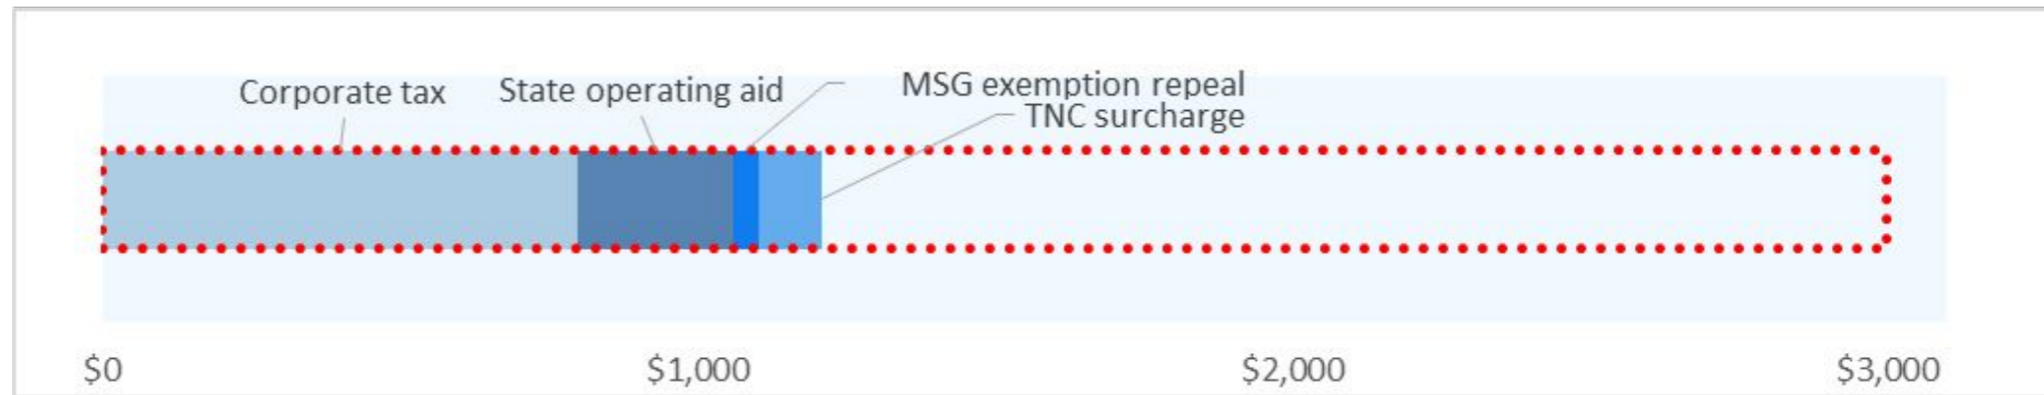 Corporate tax
State operating aid
MSG exemption repeal
TNC surcharge
$0
$1,000
$2,000
$3,000